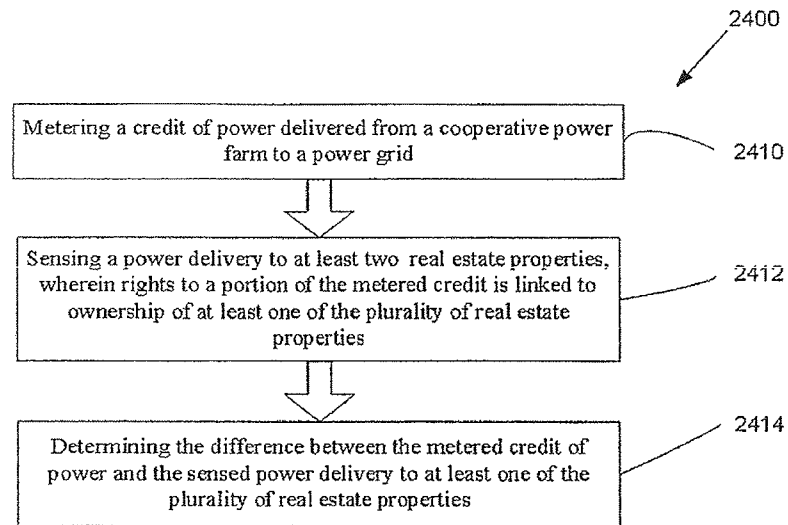 2400
Metering a credit of power delivered from a cooperative power
farm to a power grid
2410
Sensing a power delivery to at least two real estate properties,
wherein rights to a portion of the metered credit is linked to
ownership of at least one of the plurality of real estate
properties
2412
Determining the difference between the metered credit of
power and the sensed power delivery to at least one of the
plurality of real estate properties
2414